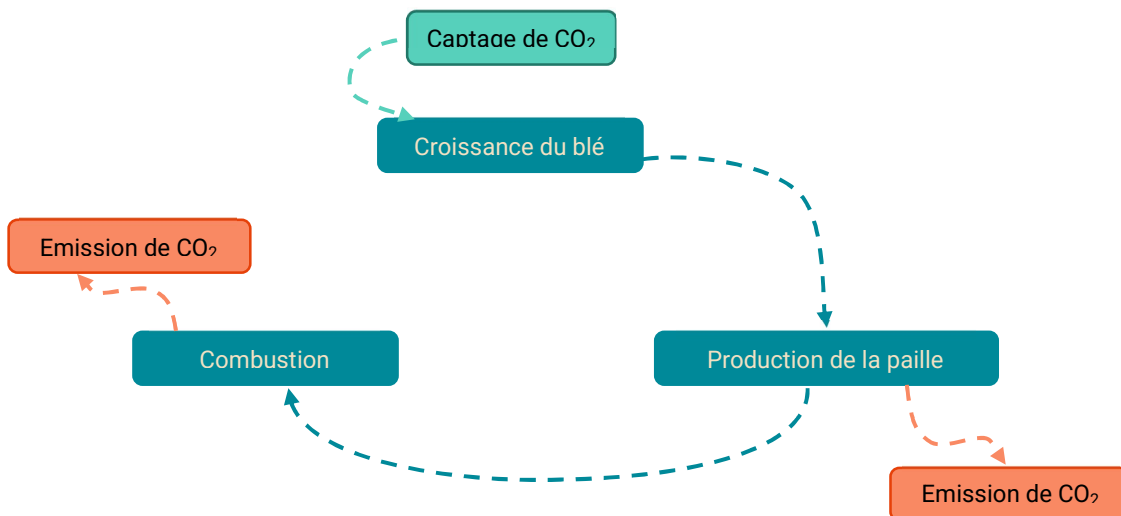 Captage de CO₂
Croissance du blé
Emission de CO₂
Combustion
Production de la paille
Emission de CO₂